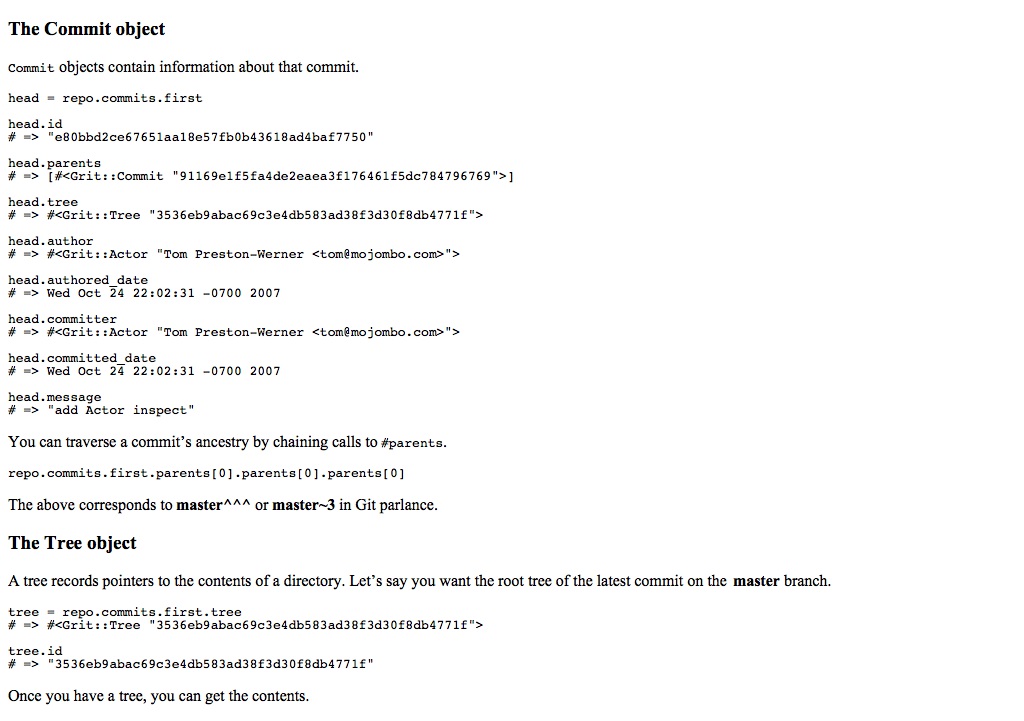 The Commit object
Commit objects contain information about that commit.
head = repo.commits.first
head.id
# => "e80bbd2ce67651aa18e57fb0b43618ad4baf7750"
head.parents
# => [#<Grit::Commit "91169e1f5fa4de2eaea3f176461f5dc784796769">]
head.tree
# => #<Grit::Tree "3536eb9abac69c3e4db583ad38f3d30f8db4771f">
head.author
# => #<Grit::Actor "Tom Preston-Werner <tom@mojombo.com>">
head.authored_date
# => Wed Oct 24 22:02:31 -0700 2007
head.committer
# => #<Grit::Actor "Tom Preston-Werner <tom@mojombo.com>">
head.committed_date
# => Wed Oct 24 22:02:31 -0700 2007
head.message
# => "add Actor inspect"
You can traverse a commit’s ancestry by chaining calls to #parents.
repo.commits.first.parents[0].parents[0].parents[0]
The above corresponds to master^^^ or master~3 in Git parlance.
The Tree object
A tree records pointers to the contents of a directory. Let’s say you want the root tree of the latest commit on the master branch.
tree = repo.commits.first.tree
# => #<Grit::Tree "3536eb9abac69c3e4db583ad38f3d30f8db4771f">
tree.id
# => "3536eb9abac69c3e4db583ad38f3d30f8db4771f"
Once you have a tree, you can get the contents.